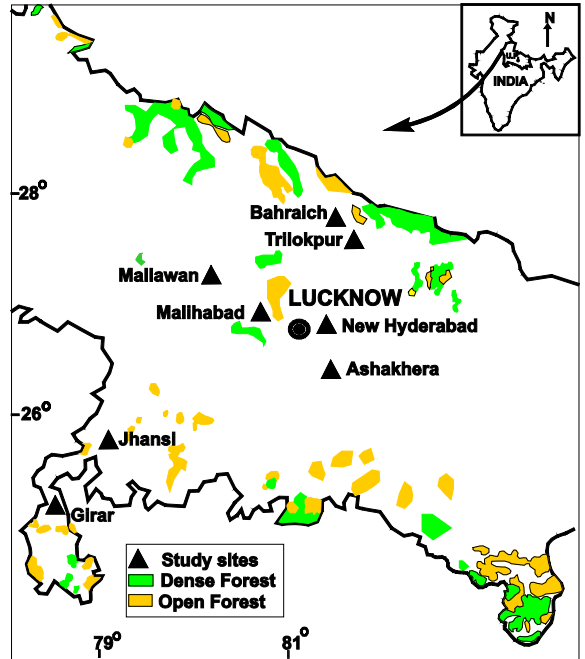 N
INDIA
28°
Bahraich
Trilokpur
Mallawan
Malihabad
LUCKNOW
New Hyderabad
Ashakhera
26°
Jhansi
Girar
Study sites
Dense Forest
Open Forest
79° 81°